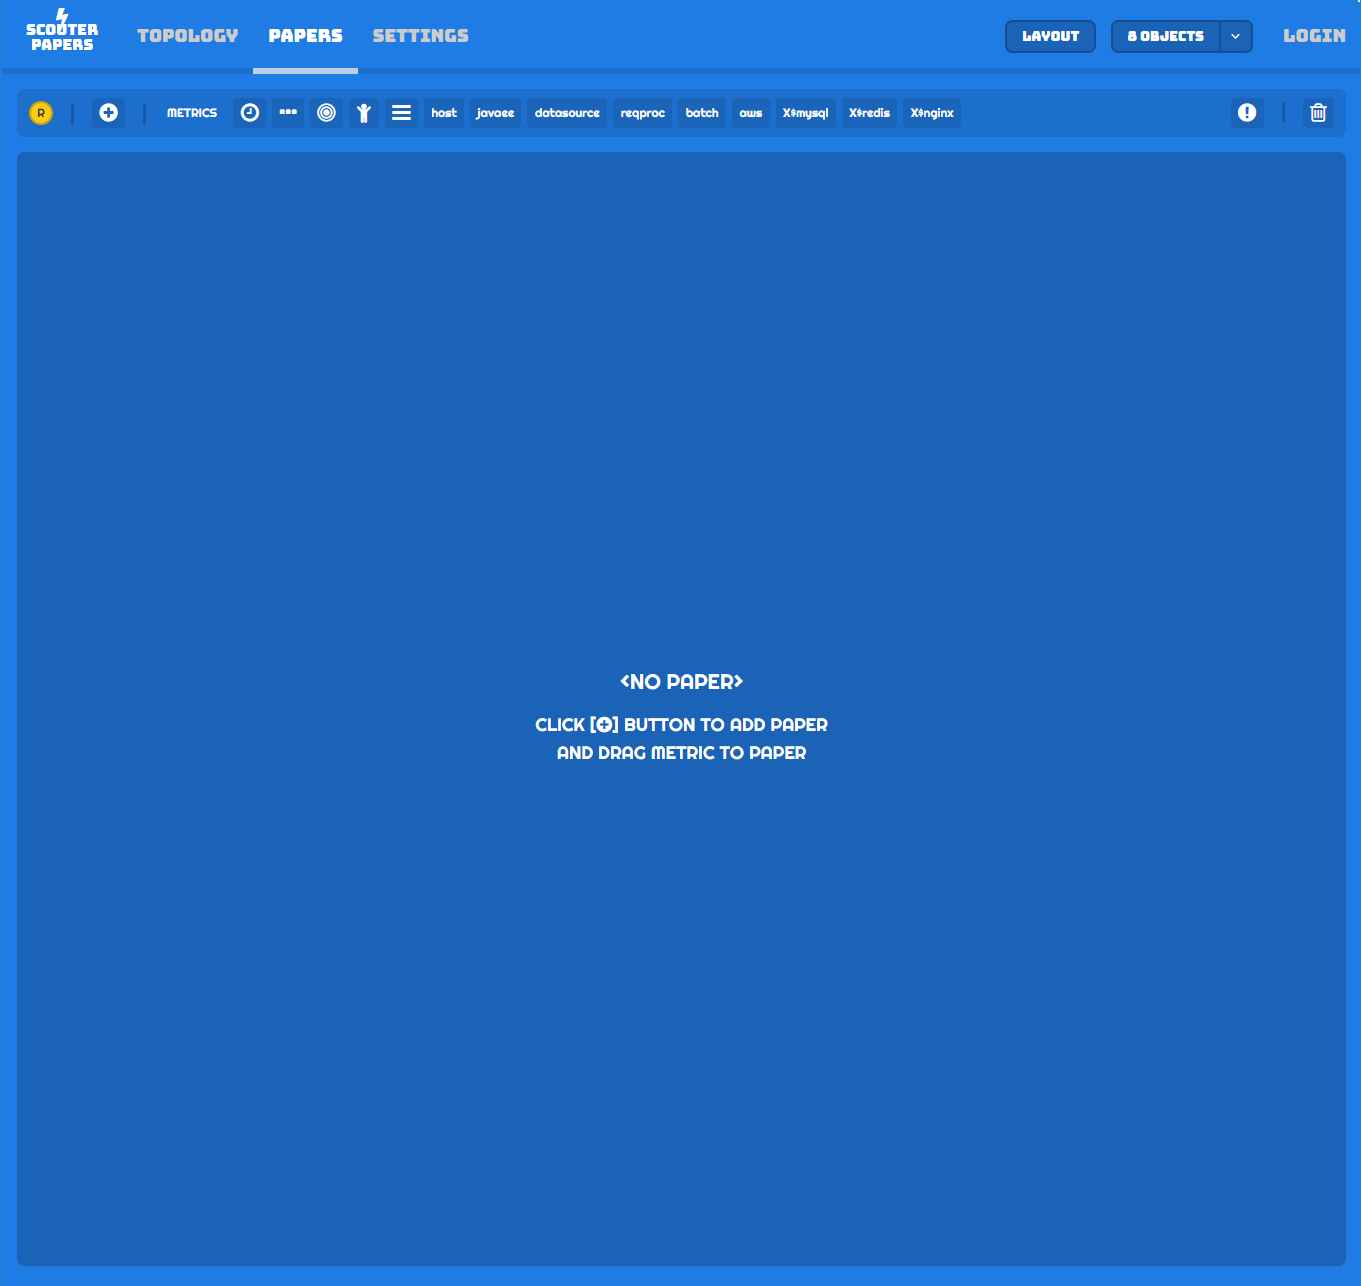 SCOUTER
PAPERS
TOPOLOGY
PAPERS
SETTINGS
LAYOUT
8 OBJECTS
LOGIN
R
METRICS
host
javaee
datasource
reqproc
batch
aws
X$mysql
X$redis
X$nginx
<NO PAPER>
CLICK [+] BUTTON TO ADD PAPER
AND DRAG METRIC TO PAPER